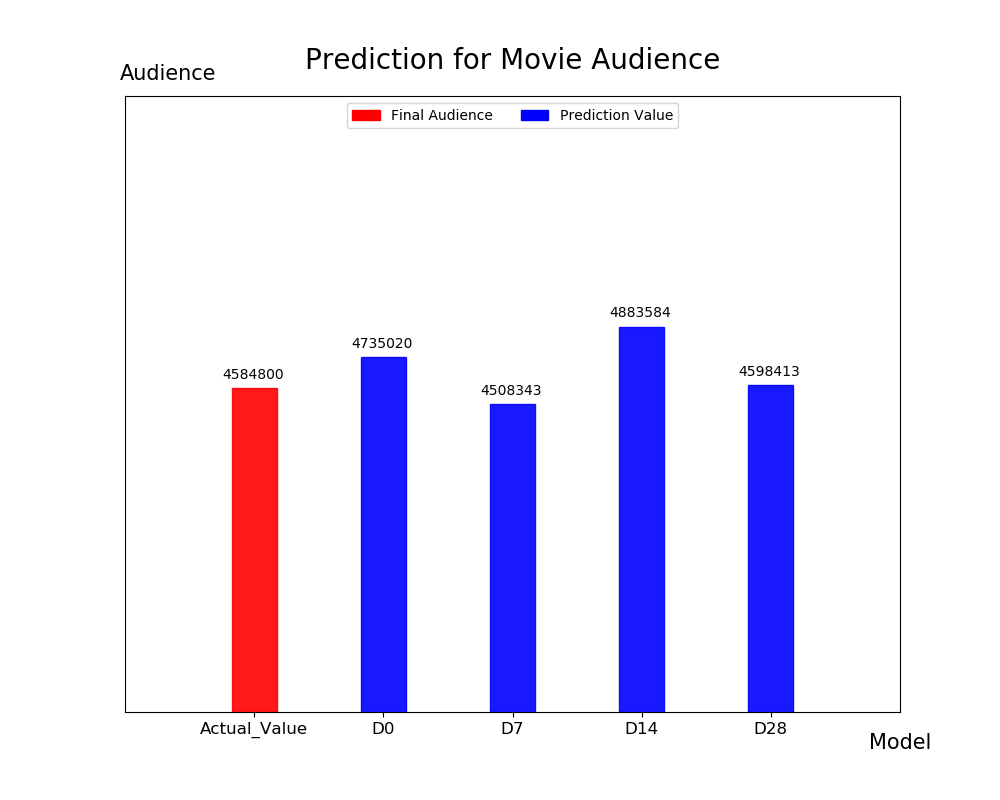 Prediction for Movie Audience
Audience
Final Audience
Prediction Value
4584800
4735020
4508343
4883584
4598413
Actual_Value
D0
D7
D14
D28
Model